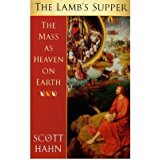 THE LAMB'S SUPPER
THE
MASS
AS
HEAVEN
ON
EARTH
SCOTT
HAHN